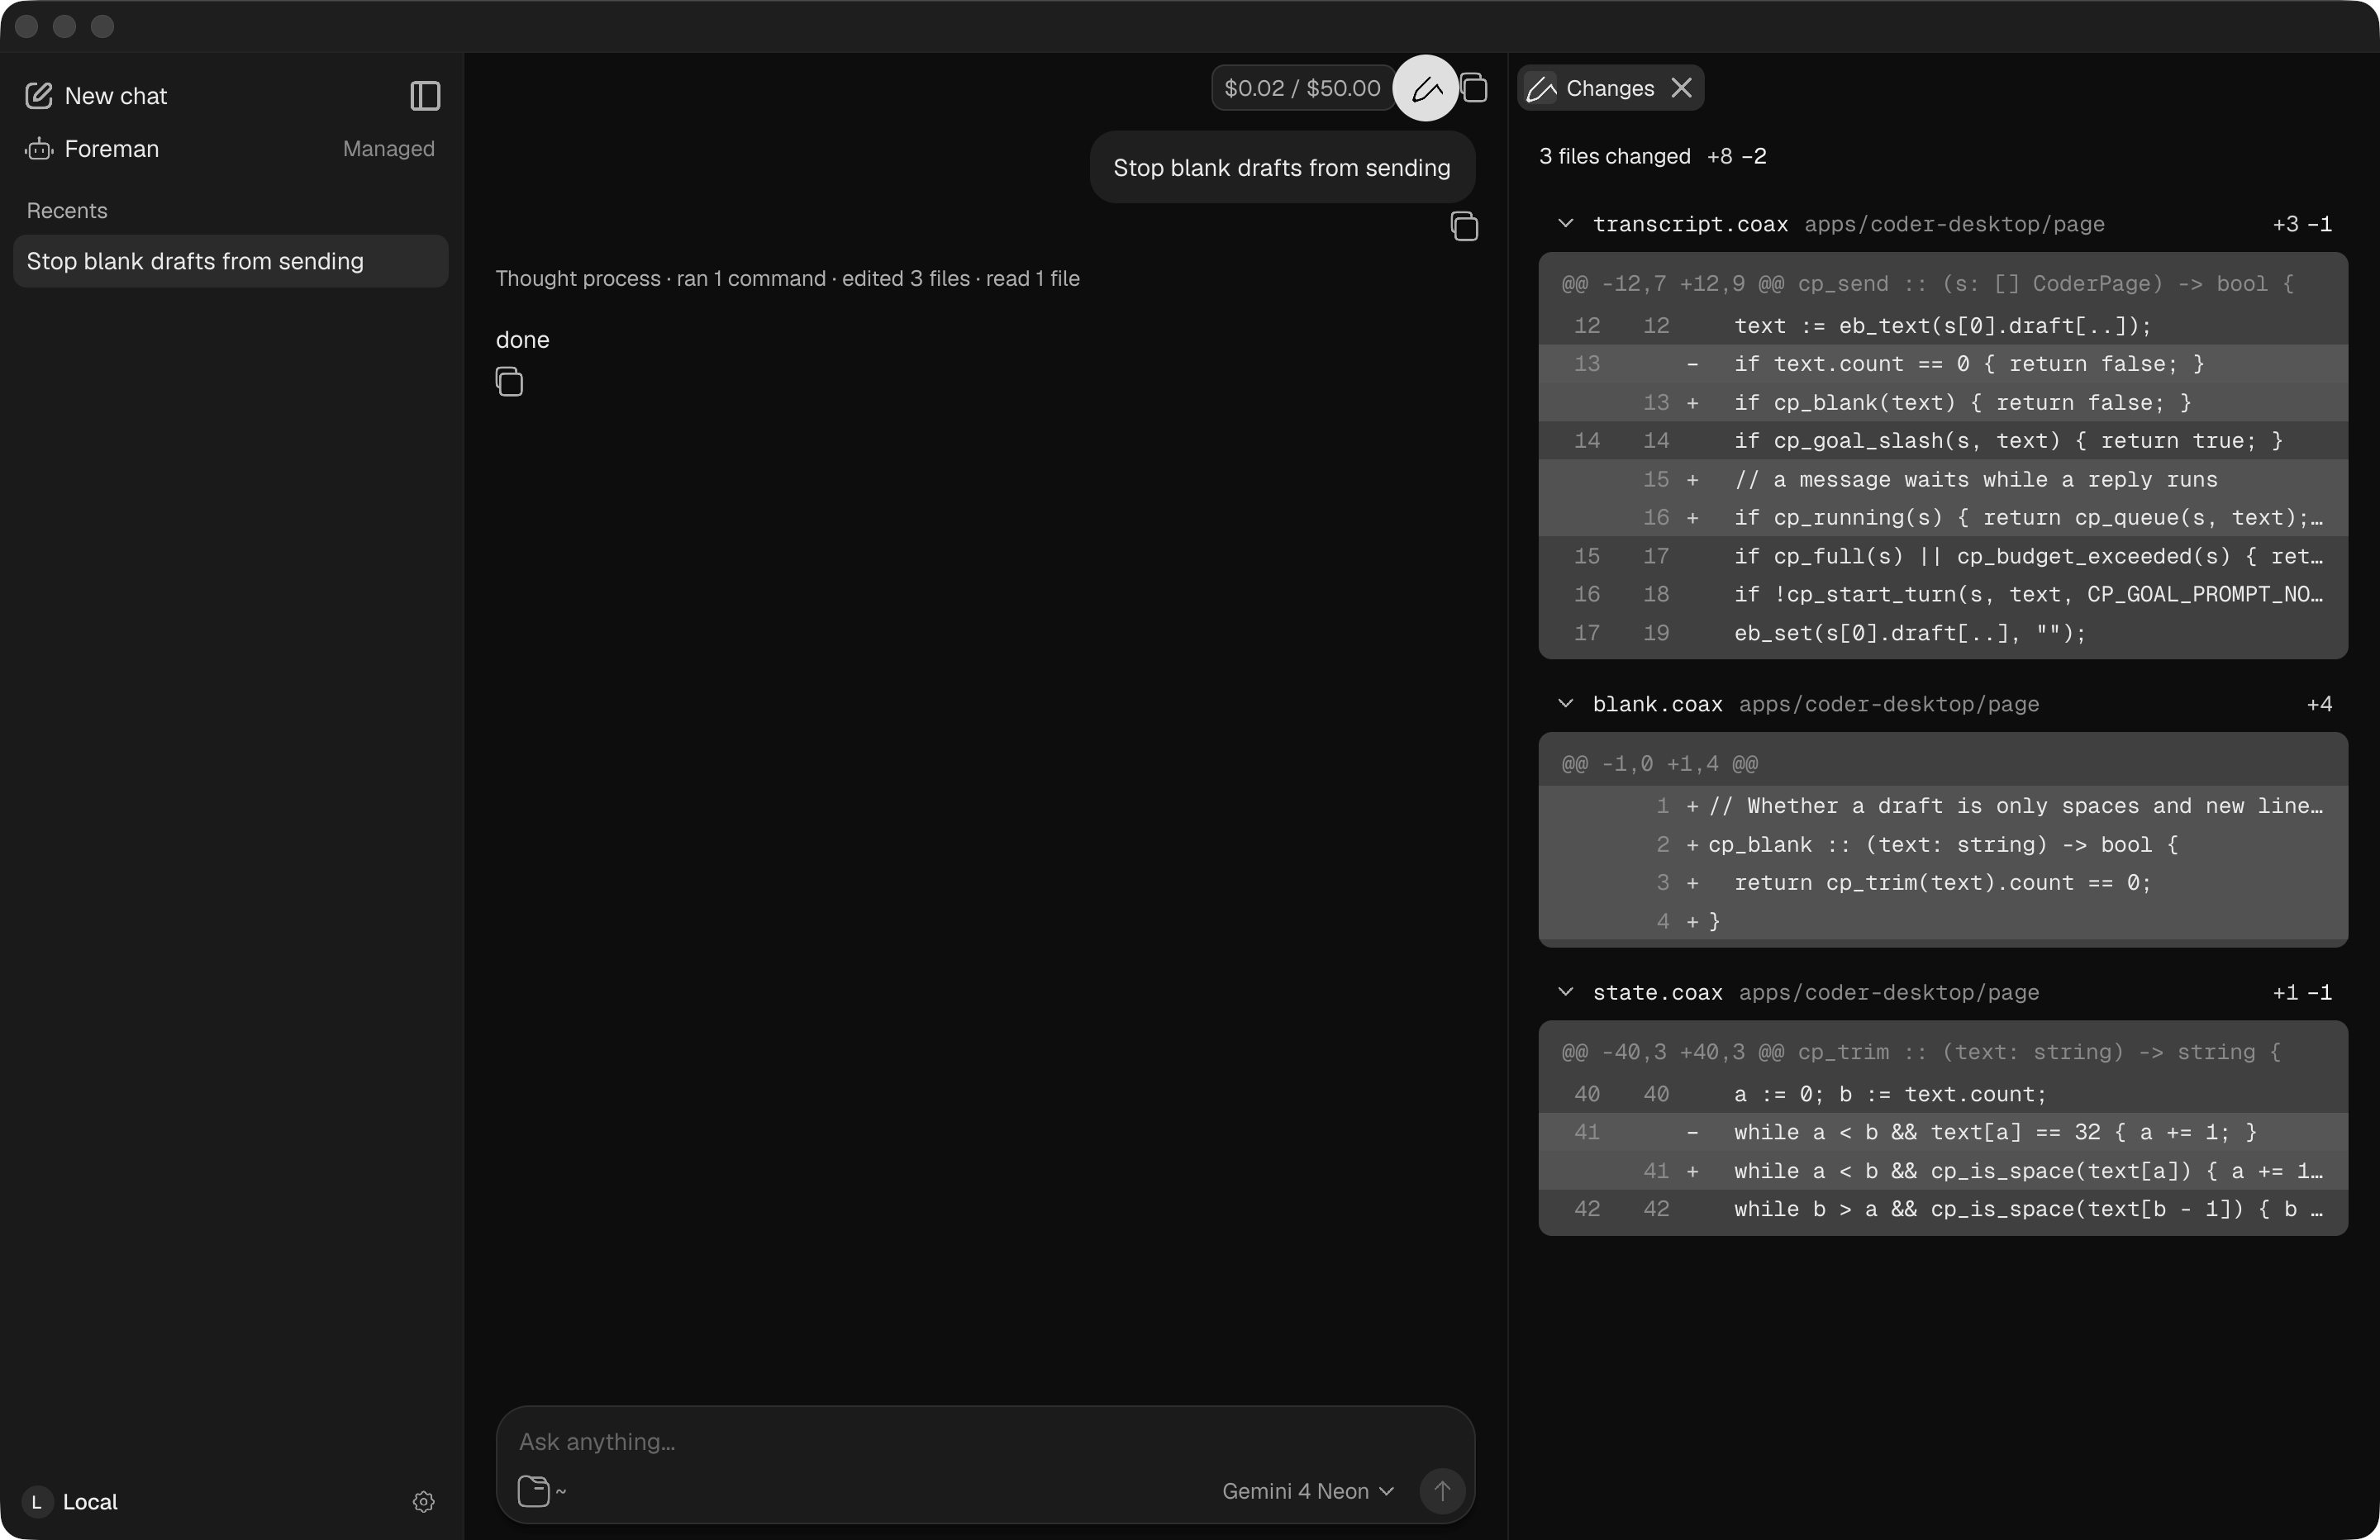 New chat
Foreman
Managed
Recents
Stop blank drafts from sending
L
Local
$0.02 / $50.00
Stop blank drafts from sending
Thought process · ran 1 command · edited 3 files · read 1 file
done
Ask anything...
~
Gemini 4 Neon
Changes
3 files changed +8 −2
transcript.coax apps/coder-desktop/page +3 −1
@@ -12,7 +12,9 @@ cp_send :: (s: [] CoderPage) -> bool {
12 12 text := eb_text(s[0].draft[..]);
13 − if text.count == 0 { return false; }
13 + if cp_blank(text) { return false; }
14 14 if cp_goal_slash(s, text) { return true; }
15 + // a message waits while a reply runs
16 + if cp_running(s) { return cp_queue(s, text);…
15 17 if cp_full(s) || cp_budget_exceeded(s) { ret…
16 18 if !cp_start_turn(s, text, CP_GOAL_PROMPT_NO…
17 19 eb_set(s[0].draft[..], "");
blank.coax apps/coder-desktop/page +4
@@ -1,0 +1,4 @@
1 + // Whether a draft is only spaces and new line…
2 + cp_blank :: (text: string) -> bool {
3 + return cp_trim(text).count == 0;
4 + }
state.coax apps/coder-desktop/page +1 −1
@@ -40,3 +40,3 @@ cp_trim :: (text: string) -> string {
40 40 a := 0; b := text.count;
41 − while a < b && text[a] == 32 { a += 1; }
41 + while a < b && cp_is_space(text[a]) { a += 1…
42 42 while b > a && cp_is_space(text[b - 1]) { b …